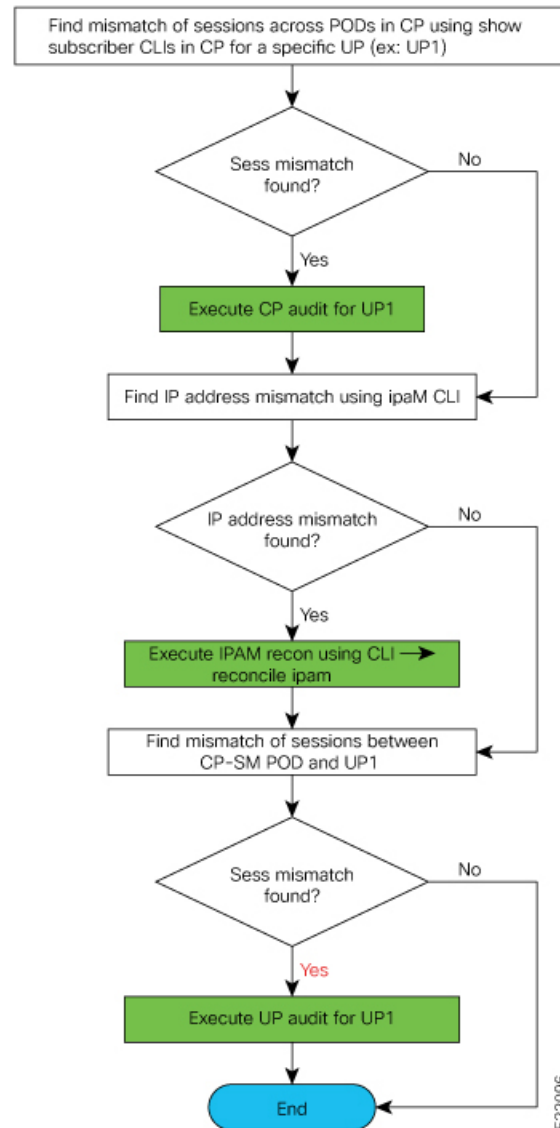 Find mismatch of sessions across PODs in CP using show
subscriber CLIs in CP for a specific UP (ex: UP1)
Sess mismatch
found?
No
Yes
Execute CP audit for UP1
Find IP address mismatch using ipaM CLI
IP address mismatch
found?
No
Yes
Execute IPAM recon using CLI →
reconcile ipam
Find mismatch of sessions between
CP-SM POD and UP1
Sess mismatch
found?
No
Yes
Execute UP audit for UP1
End